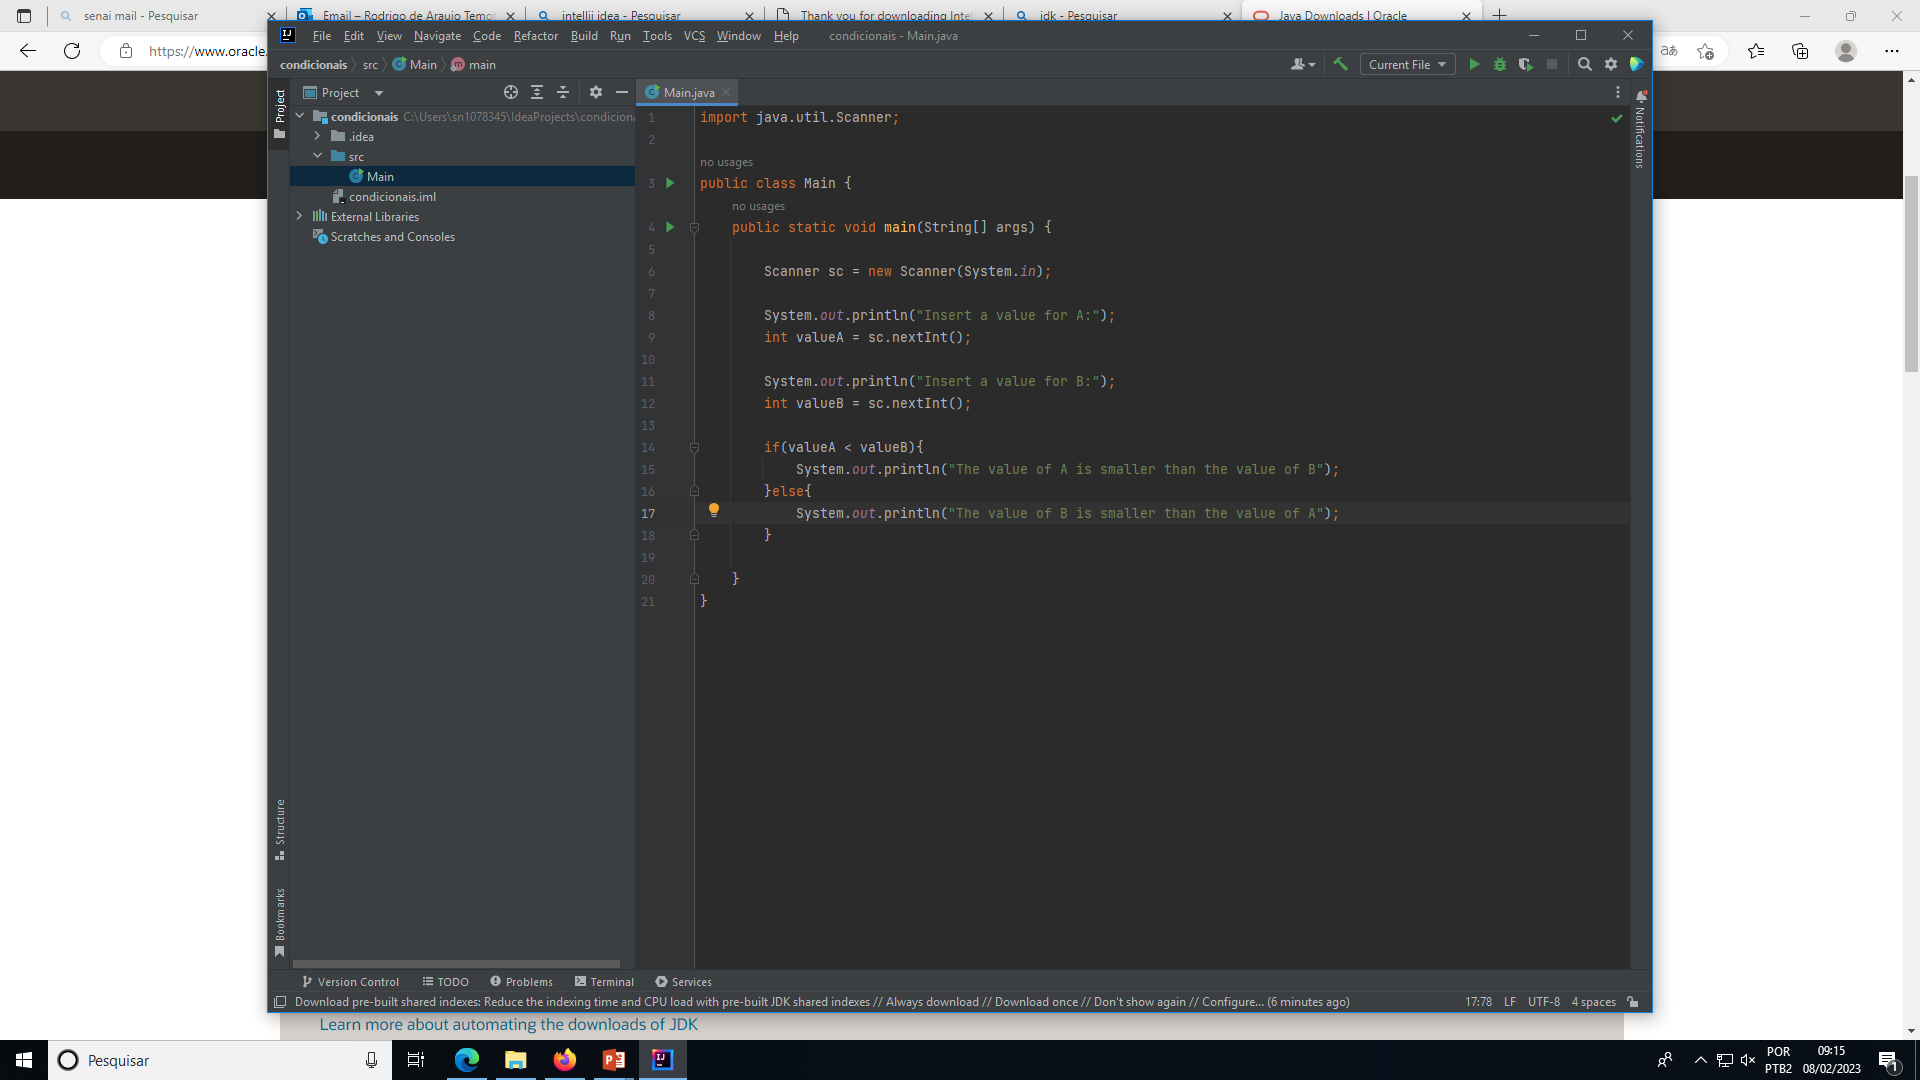 senai mail - Pesquisar
Email – Rodrigo de Araujo Temot
intellij idea - Pesquisar
Thank you for downloading Inte
jdk - Pesquisar
Java Downloads | Oracle
https://www.oracle.
File Edit View Navigate Code Refactor Build Run Tools VCS Window Help condicionais - Main.java
condicionais src Main main
Current File
Project
Main.java
Project
condicionais C:\Users\sn1078345\IdeaProjects\condicion
.idea
src
Main
condicionais.iml
External Libraries
Scratches and Consoles
Structure
Bookmarks
Notifications
1 import java.util.Scanner;
2
no usages
3 public class Main {
no usages
4 public static void main(String[] args) {
5
6 Scanner sc = new Scanner(System.in);
7
8 System.out.println("Insert a value for A:");
9 int valueA = sc.nextInt();
10
11 System.out.println("Insert a value for B:");
12 int valueB = sc.nextInt();
13
14 if(valueA < valueB){
15 System.out.println("The value of A is smaller than the value of B");
16 }else{
17 System.out.println("The value of B is smaller than the value of A");
18 }
19
20 }
21 }
Version Control TODO Problems Terminal Services
Download pre-built shared indexes: Reduce the indexing time and CPU load with pre-built JDK shared indexes // Always download // Download once // Don't show again // Configure... (6 minutes ago)
17:78 LF UTF-8 4 spaces
Learn more about automating the downloads of JDK
Pesquisar
POR
PTB2
09:15
08/02/2023
1